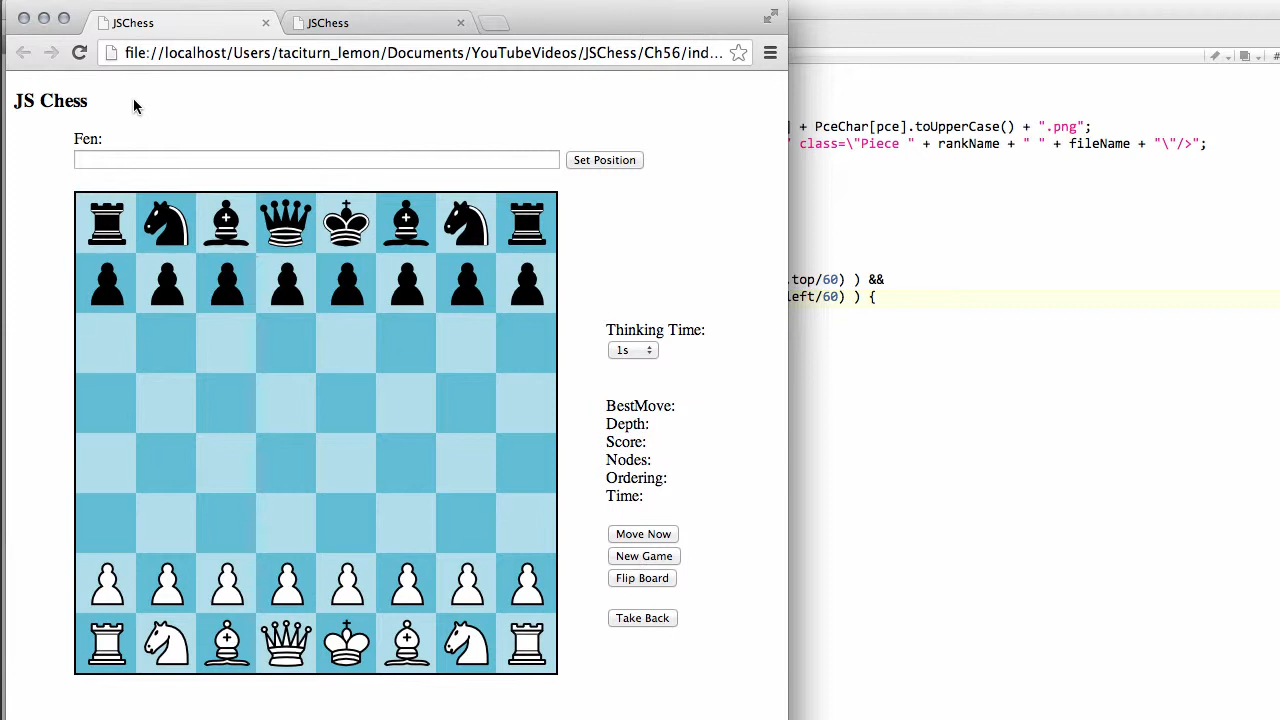 JSChess
JSChess
file://localhost/Users/taciturn_lemon/Documents/YouTubeVideos/JSChess/Ch56/ind...
JS Chess
Fen:
Set Position
Thinking Time:
1s
BestMove:
Depth:
Score:
Nodes:
Ordering:
Time:
Move Now
New Game
Flip Board
Take Back
#
] + PceChar[pce].toUpperCase() + ".png";
" class=\"Piece " + rankName + " " + fileName + "\"/>";
.top/60) ) &&
left/60) ) {